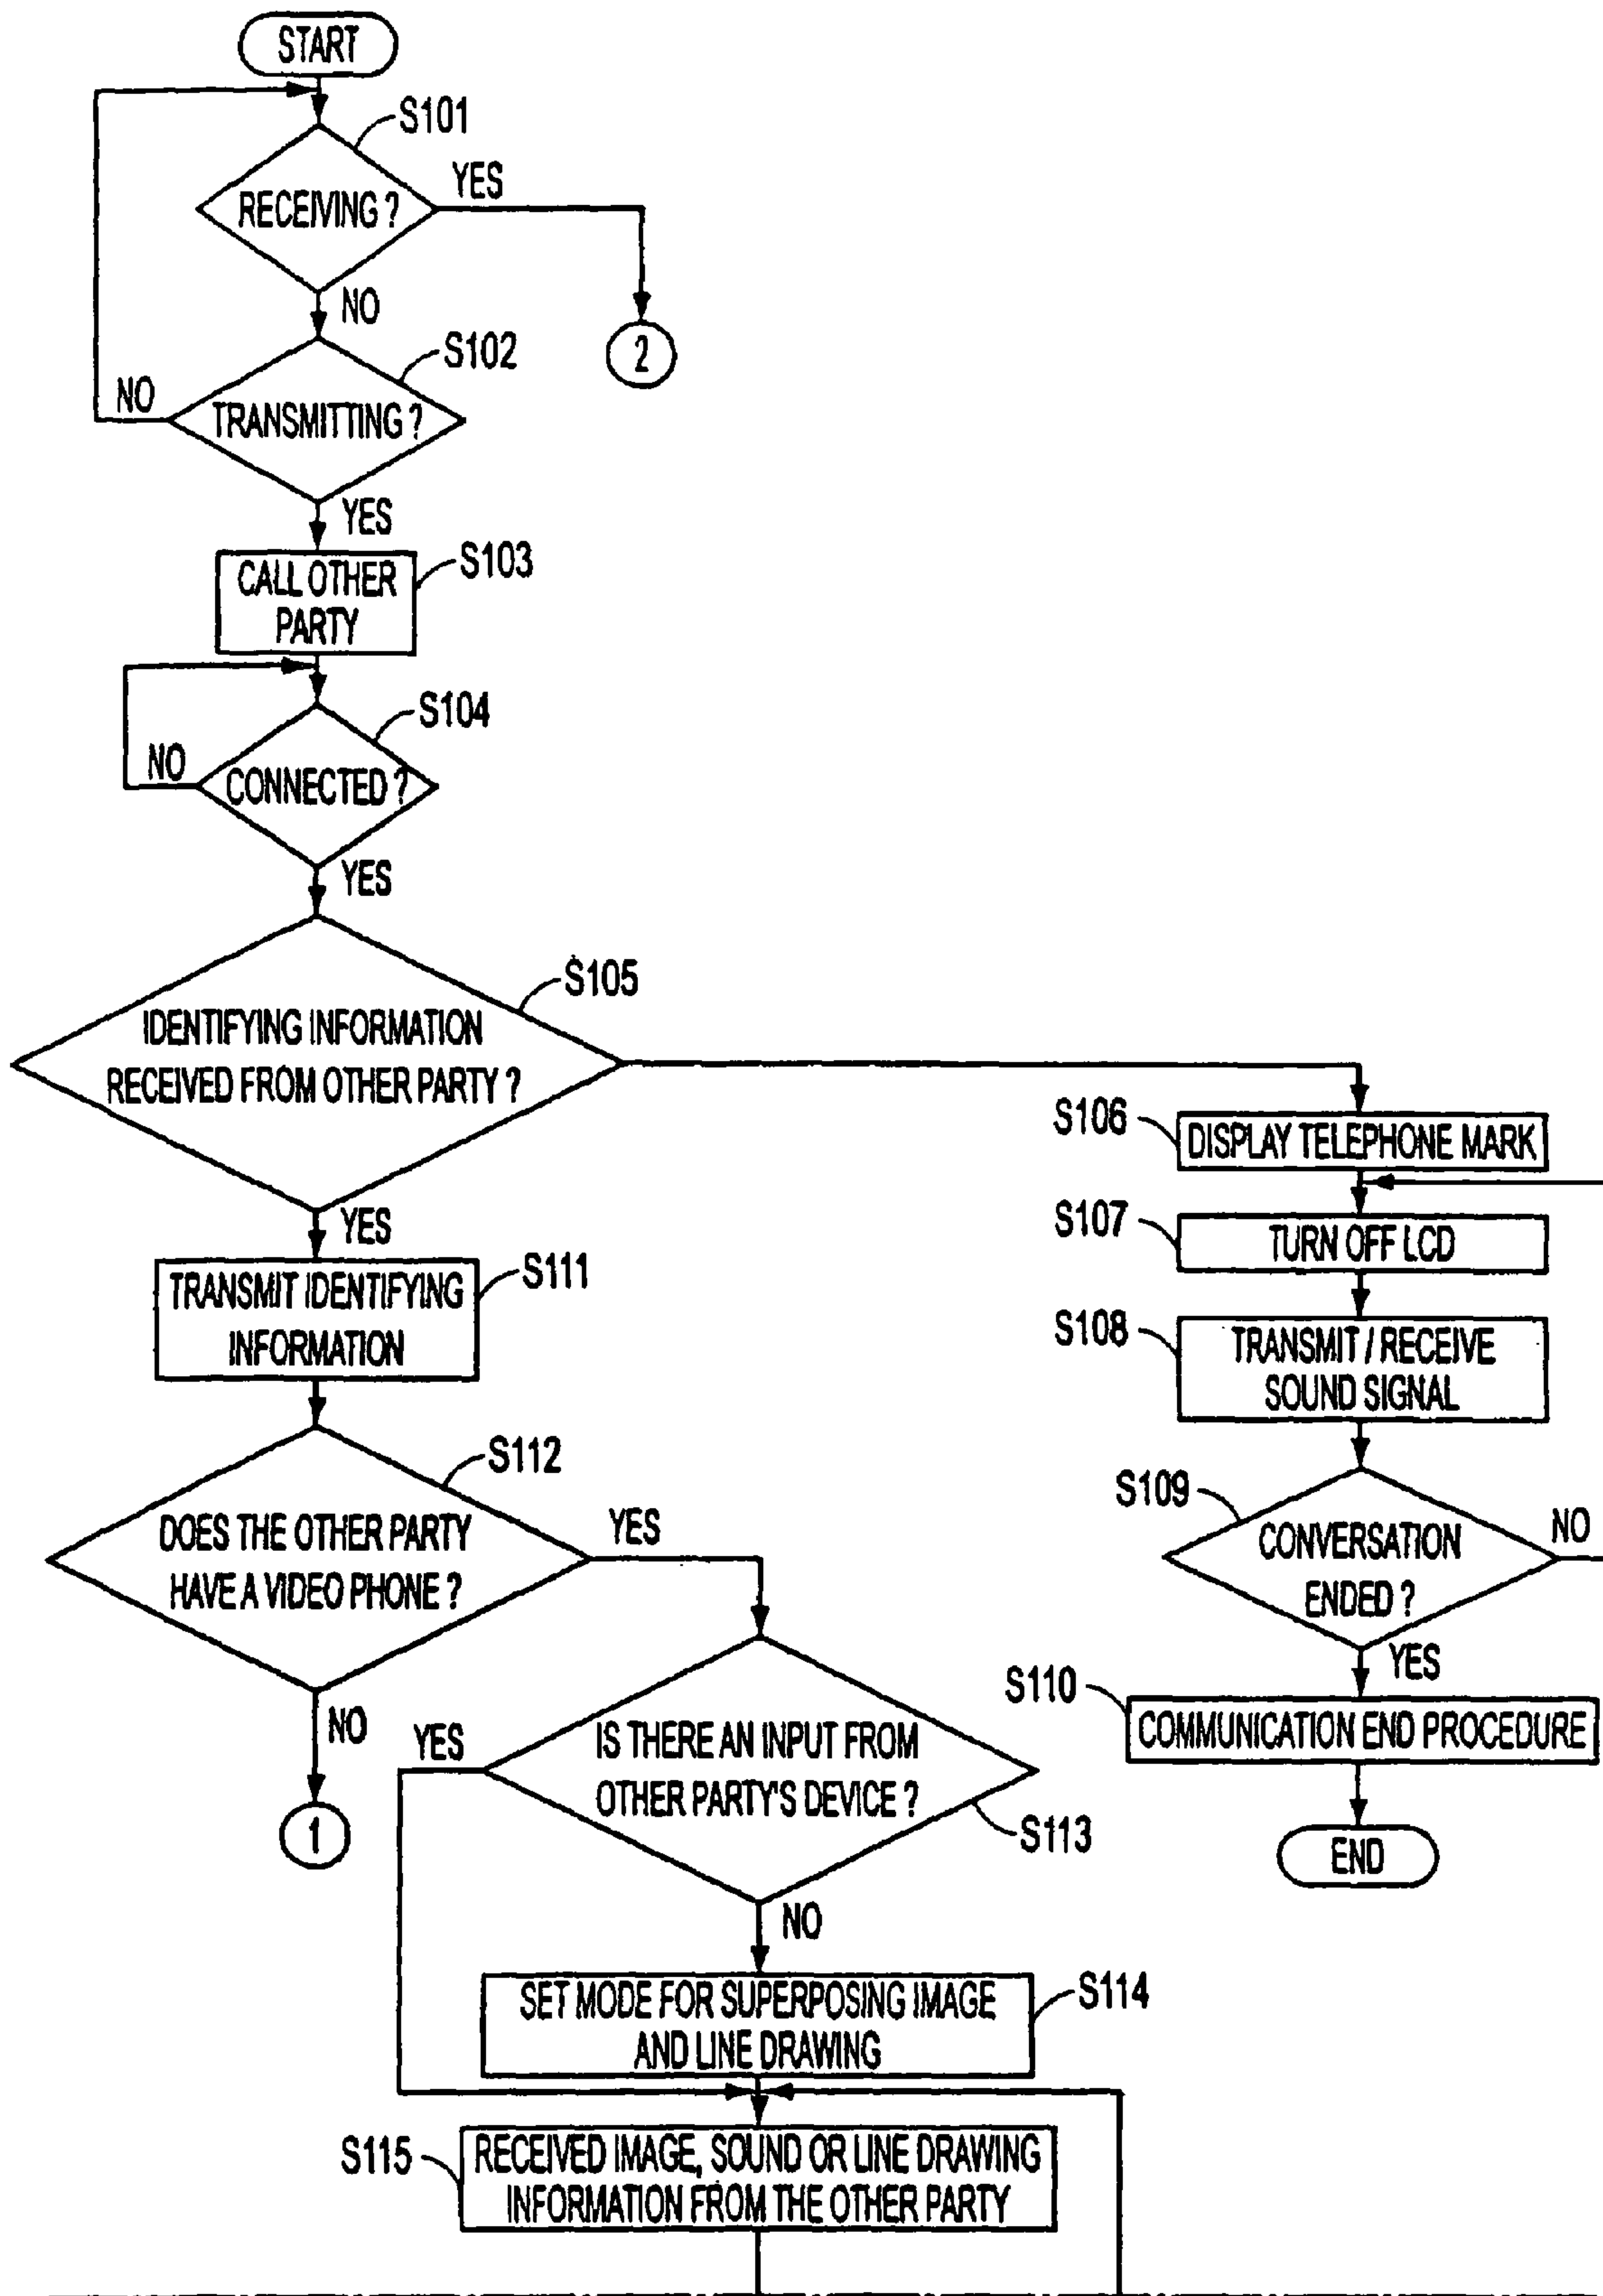 START
S101
RECEIVING ?
YES
NO
2
S102
TRANSMITTING ?
NO
YES
S103
CALL OTHER
PARTY
S104
CONNECTED ?
NO
YES
S105
IDENTIFYING INFORMATION
RECEIVED FROM OTHER PARTY ?
YES
S106
DISPLAY TELEPHONE MARK
S107
TURN OFF LCD
S108
TRANSMIT / RECEIVE
SOUND SIGNAL
S109
CONVERSATION
ENDED ?
NO
YES
S110
COMMUNICATION END PROCEDURE
END
S111
TRANSMIT IDENTIFYING
INFORMATION
S112
DOES THE OTHER PARTY
HAVE A VIDEO PHONE ?
YES
NO
1
IS THERE AN INPUT FROM
OTHER PARTY'S DEVICE ?
YES
S113
NO
SET MODE FOR SUPERPOSING IMAGE
AND LINE DRAWING
S114
S115
RECEIVED IMAGE, SOUND OR LINE DRAWING
INFORMATION FROM THE OTHER PARTY